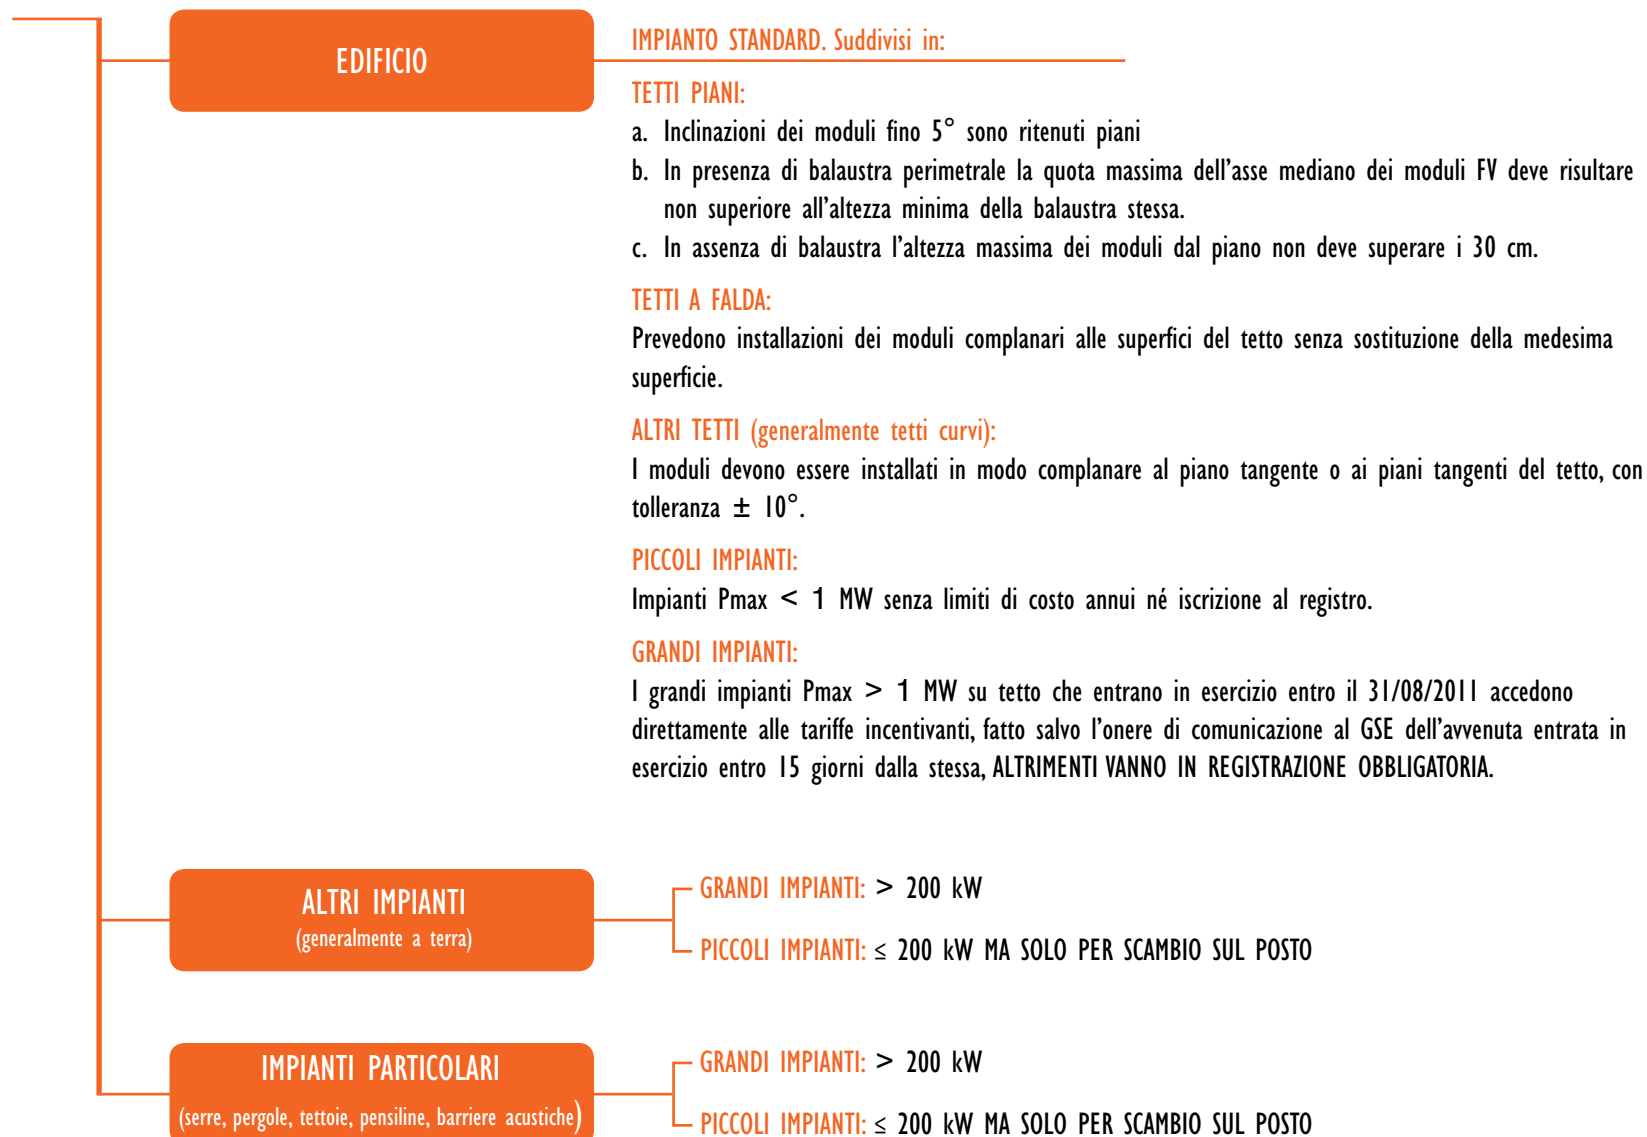 EDIFICIO
IMPIANTO STANDARD. Suddivisi in:
TETTI PIANI:
a. Inclinazioni dei moduli fino 5° sono ritenuti piani
b. In presenza di balaustra perimetrale la quota massima dell'asse mediano dei moduli FV deve risultare
non superiore all'altezza minima della balaustra stessa.
c. In assenza di balaustra l'altezza massima dei moduli dal piano non deve superare i 30 cm.
TETTI A FALDA:
Prevedono installazioni dei moduli complanari alle superfici del tetto senza sostituzione della medesima
superficie.
ALTRI TETTI (generalmente tetti curvi):
I moduli devono essere installati in modo complanare al piano tangente o ai piani tangenti del tetto, con
tolleranza ± 10°.
PICCOLI IMPIANTI:
Impianti Pmax < 1 MW senza limiti di costo annui né iscrizione al registro.
GRANDI IMPIANTI:
I grandi impianti Pmax > 1 MW su tetto che entrano in esercizio entro il 31/08/2011 accedono
direttamente alle tariffe incentivanti, fatto salvo l'onere di comunicazione al GSE dell'avvenuta entrata in
esercizio entro 15 giorni dalla stessa, ALTRIMENTI VANNO IN REGISTRAZIONE OBBLIGATORIA.
ALTRI IMPIANTI
(generalmente a terra)
GRANDI IMPIANTI: > 200 kW
PICCOLI IMPIANTI: ≤ 200 kW MA SOLO PER SCAMBIO SUL POSTO
IMPIANTI PARTICOLARI
(serre, pergole, tettoie, pensiline, barriere acustiche)
GRANDI IMPIANTI: > 200 kW
PICCOLI IMPIANTI: ≤ 200 kW MA SOLO PER SCAMBIO SUL POSTO